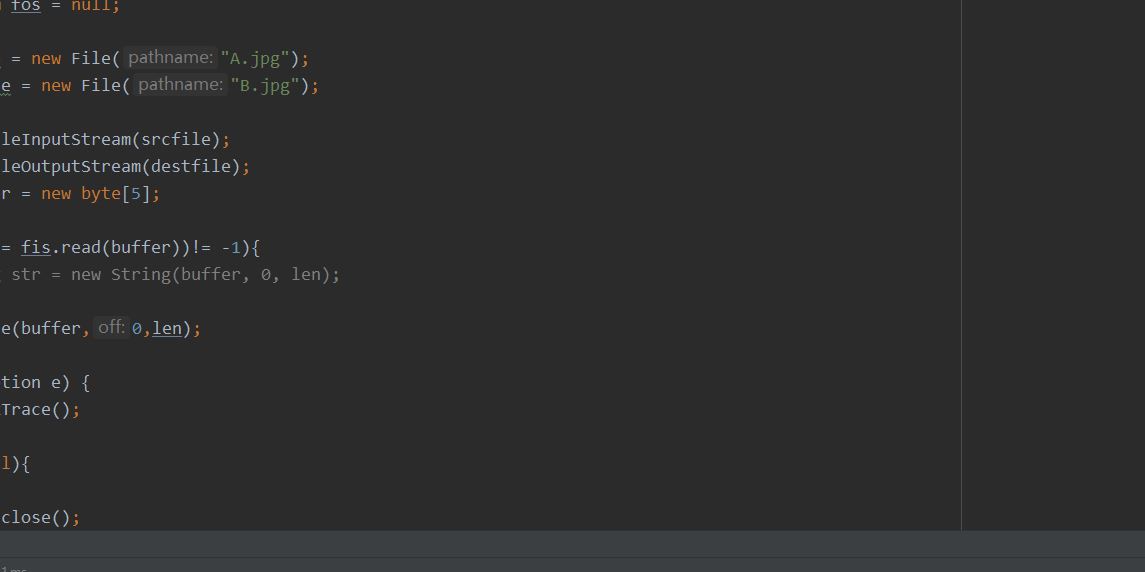 fos = null;
= new File( pathname: "A.jpg");
e = new File( pathname: "B.jpg");
leInputStream(srcfile);
leOutputStream(destfile);
r = new byte[5];
= fis.read(buffer))!= -1){
str = new String(buffer, 0, len);
e(buffer, off: 0,len);
tion e) {
Trace();
l){
close();
1ms